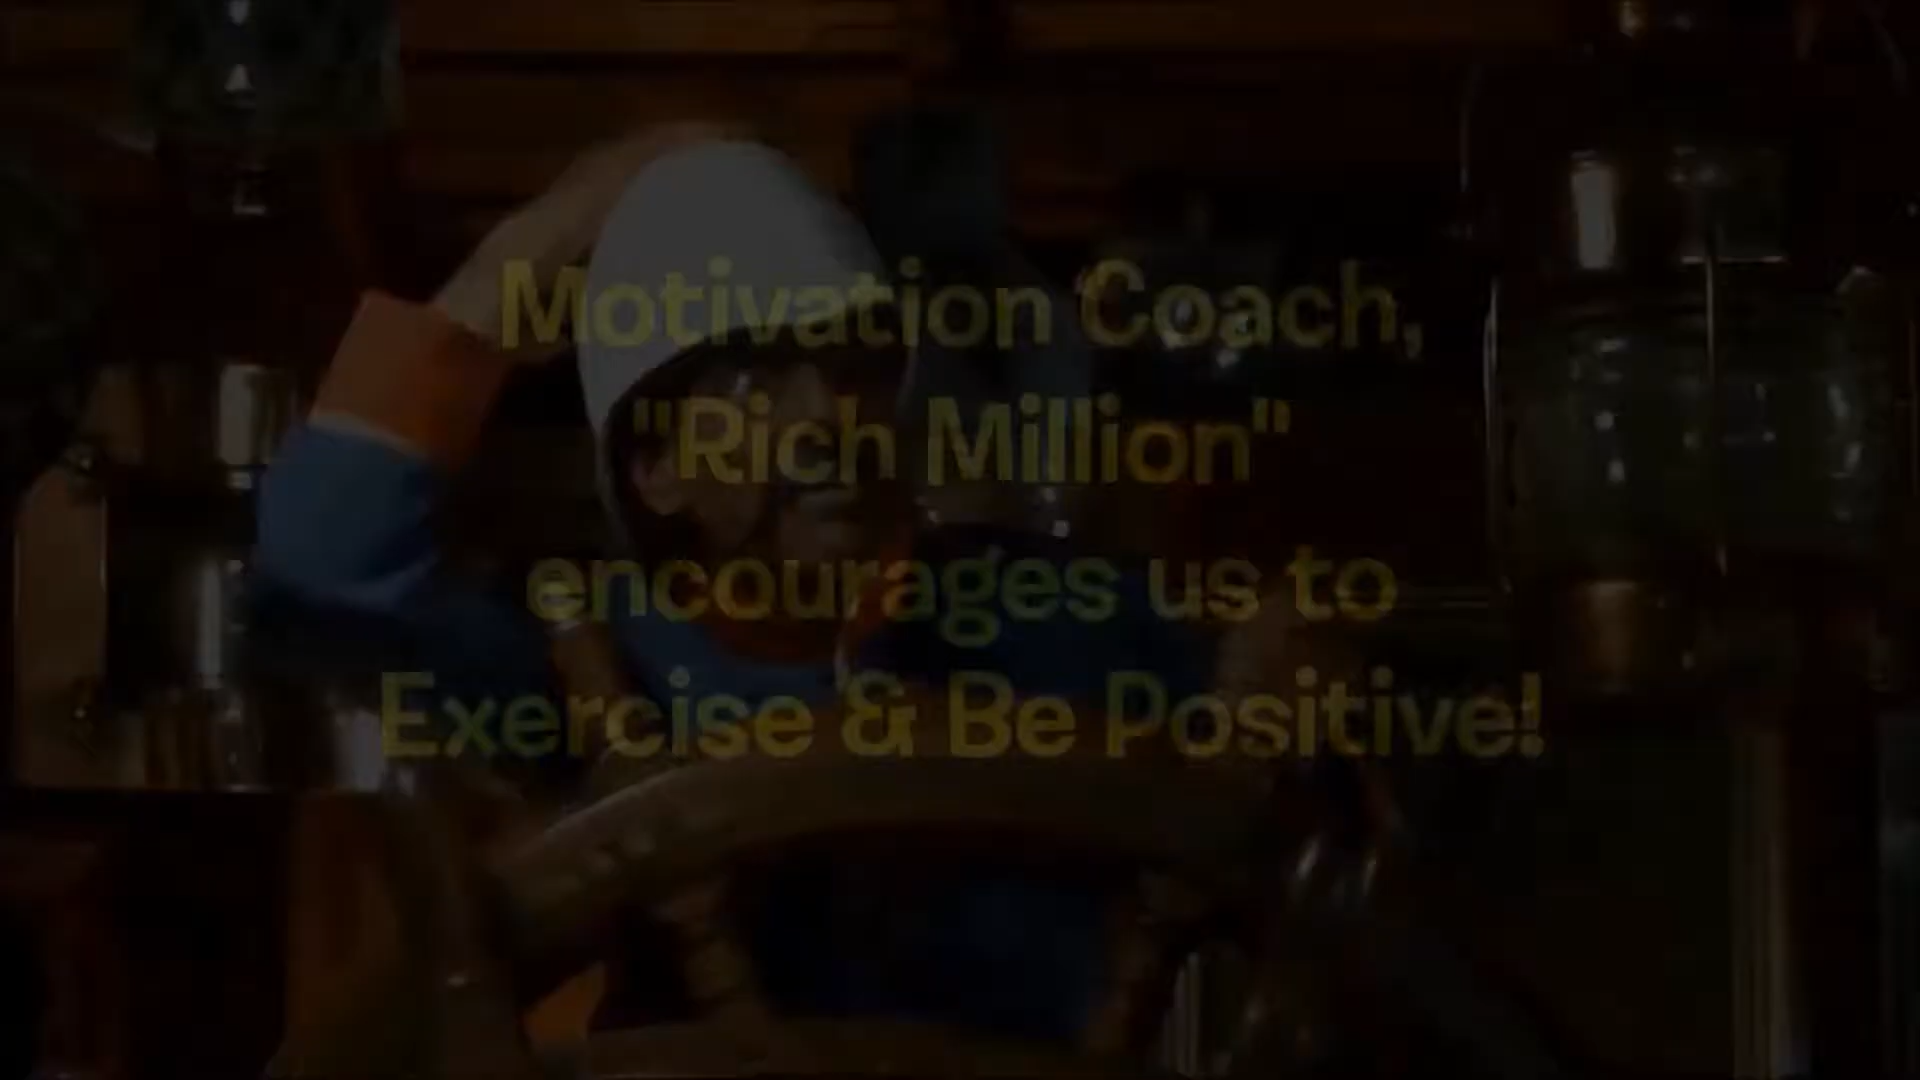 Motivation Coach,
"Rich Million"
encourages us to
Exercise & Be Positive!